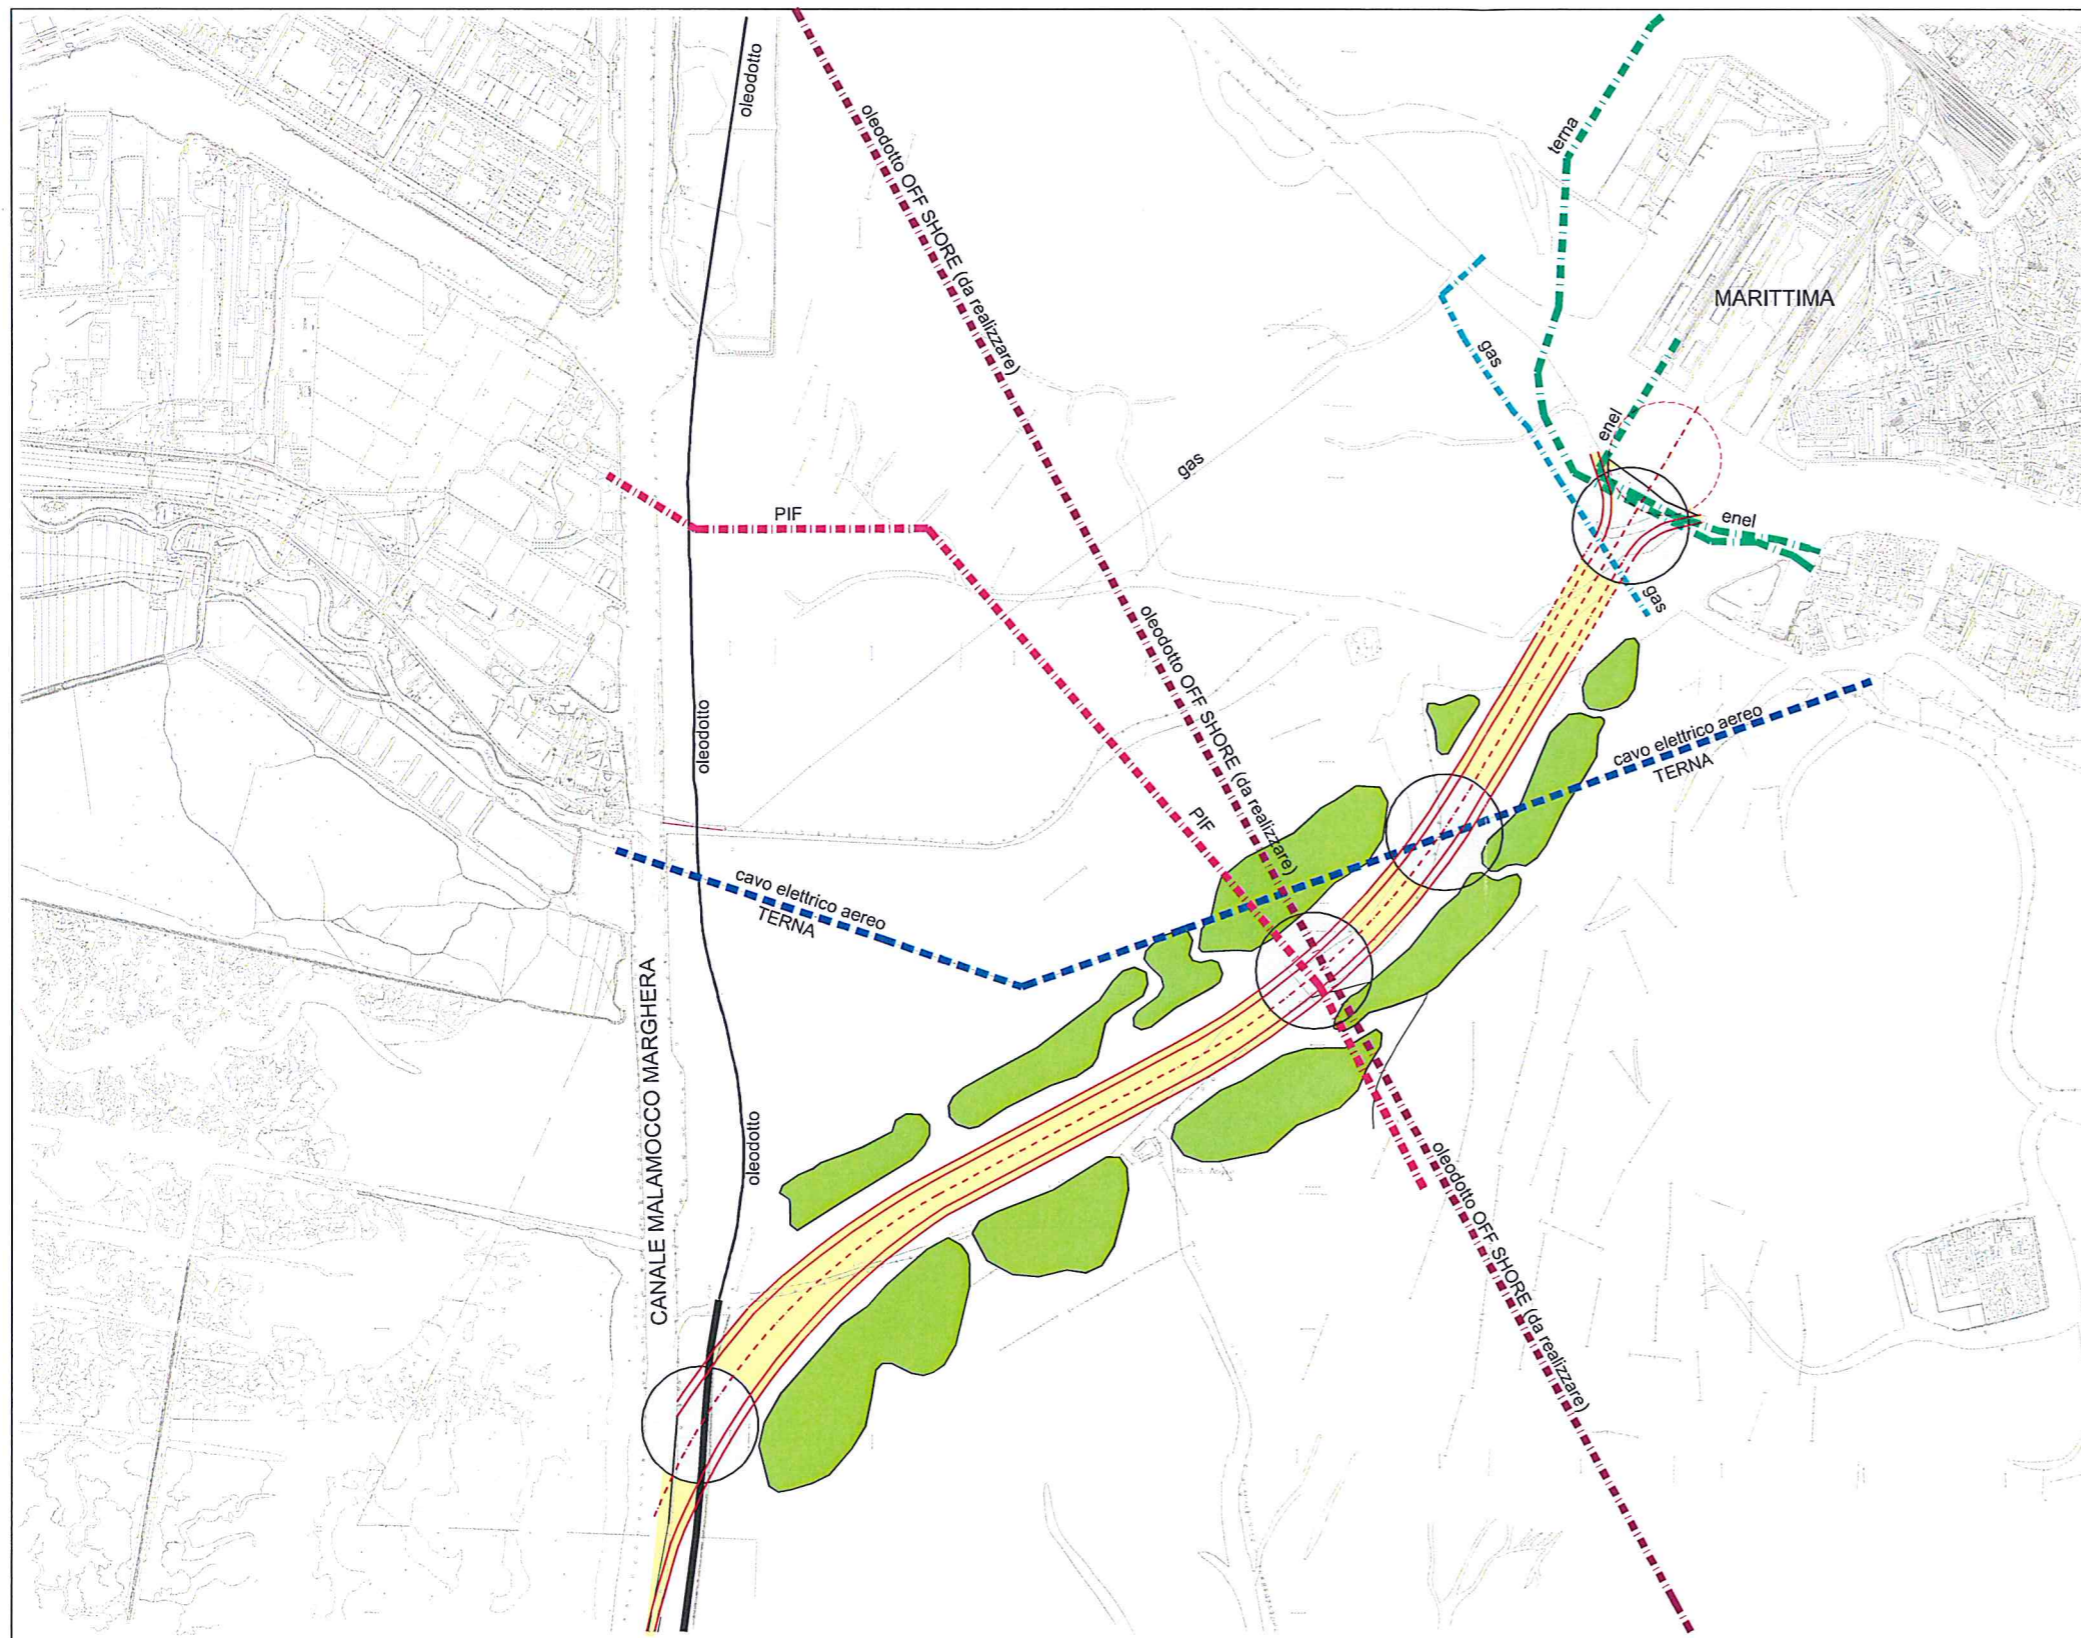 oleodotto
oleodotto OFF SHORE (da realizzare)
terna
MARITTIMA
gas
enel
gas
PIF
enel
gas
oleodotto OFF SHORE (da realizzare)
oleodotto
cavo elettrico aereo
TERNA
PIF
cavo elettrico aereo
TERNA
CANALE MALAMOCCO MARGHERA
oleodotto
oleodotto OFF SHORE (da realizzare)